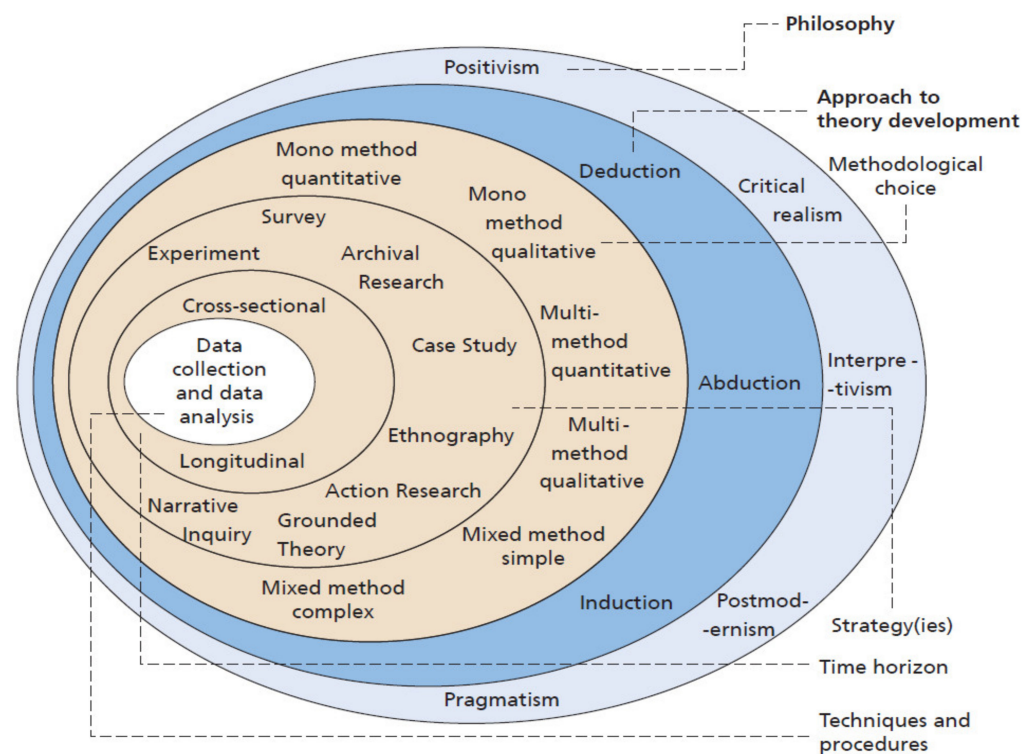 Philosophy
Positivism
Approach to
theory development
Mono method
quantitative
Deduction
Methodological
choice
Mono
method
qualitative
Critical
realism
Survey
Experiment
Archival
Research
Cross-sectional
Multi-
method
quantitative
Data
collection
and data
analysis
Case Study
Abduction
Interpre -
-tivism
Ethnography
Multi-
method
qualitative
Longitudinal
Action Research
Narrative
Inquiry
Grounded
Theory
Mixed method
simple
Mixed method
complex
Induction
Postmod-
-ernism
Strategy(ies)
Time horizon
Pragmatism
Techniques and
procedures